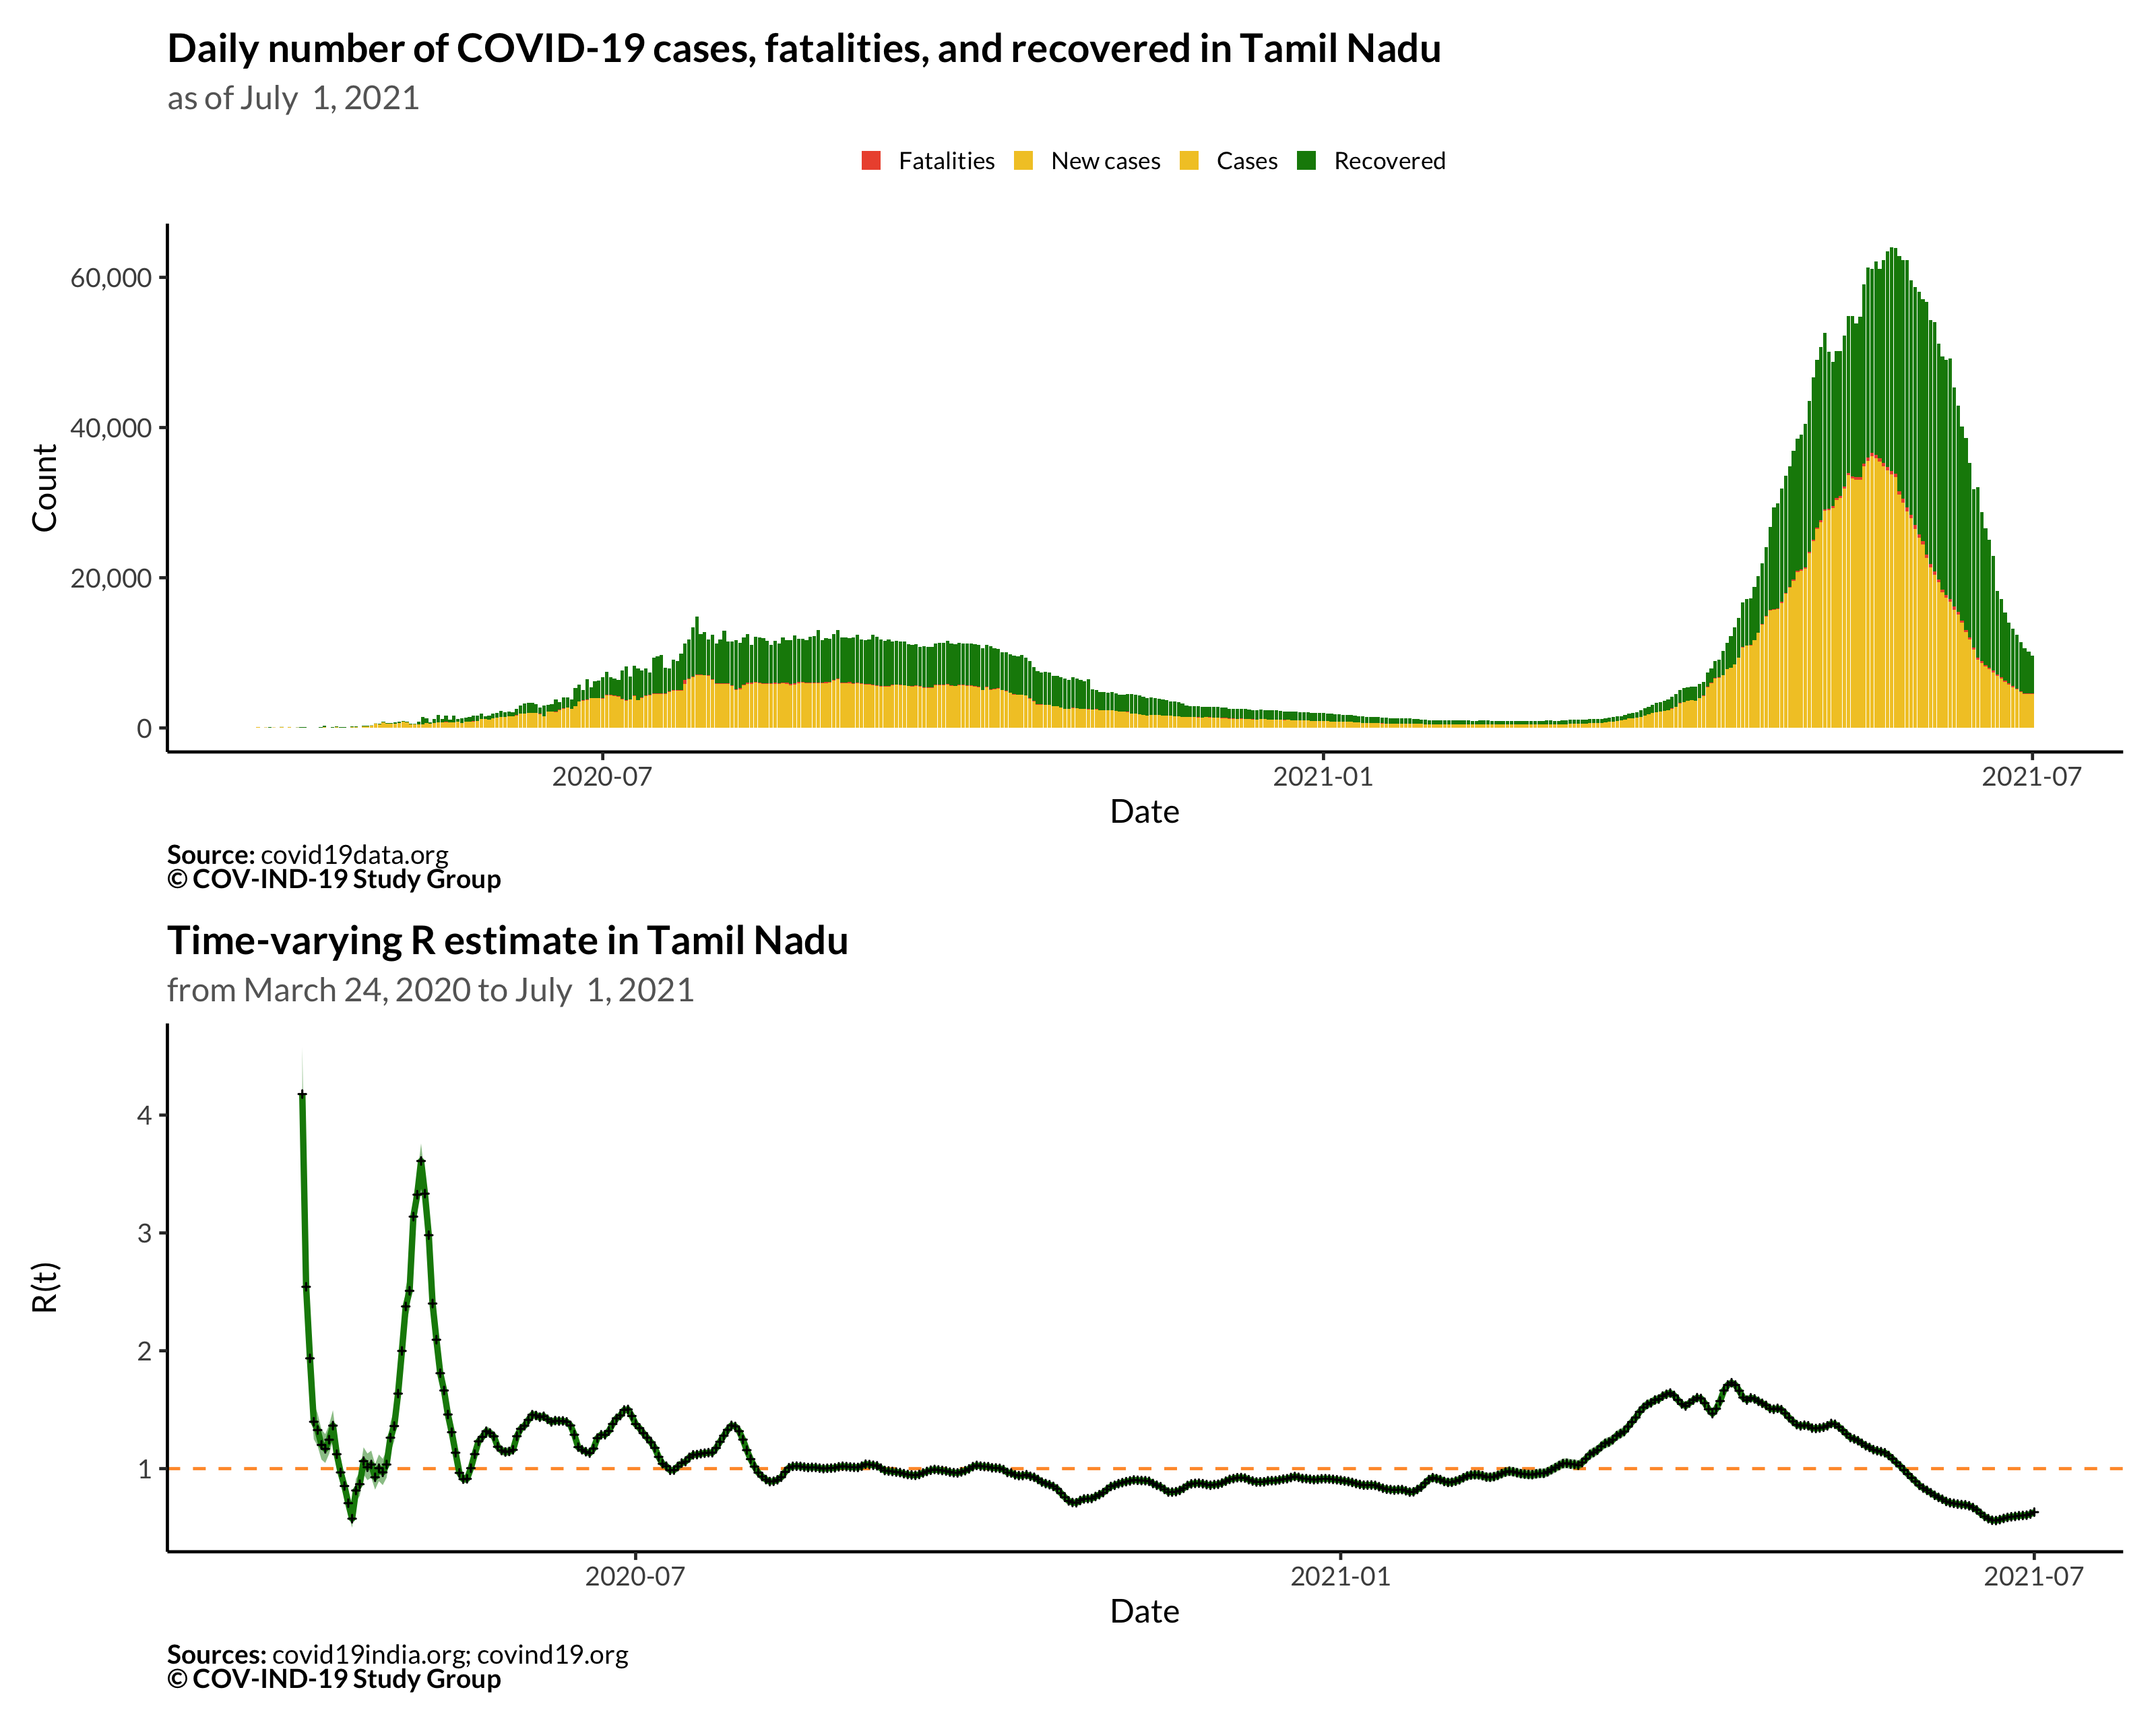 Daily number of COVID-19 cases, fatalities, and recovered in Tamil Nadu
as of July  1, 2021
Fatalities New cases Cases Recovered
60,000
40,000
20,000
0
Count
2020-07 2021-01 2021-07
Date
Source: covid19data.org
© COV-IND-19 Study Group
Time-varying R estimate in Tamil Nadu
from March 24, 2020 to July  1, 2021
4
3
2
1
R(t)
2020-07 2021-01 2021-07
Date
Sources: covid19india.org; covind19.org
© COV-IND-19 Study Group